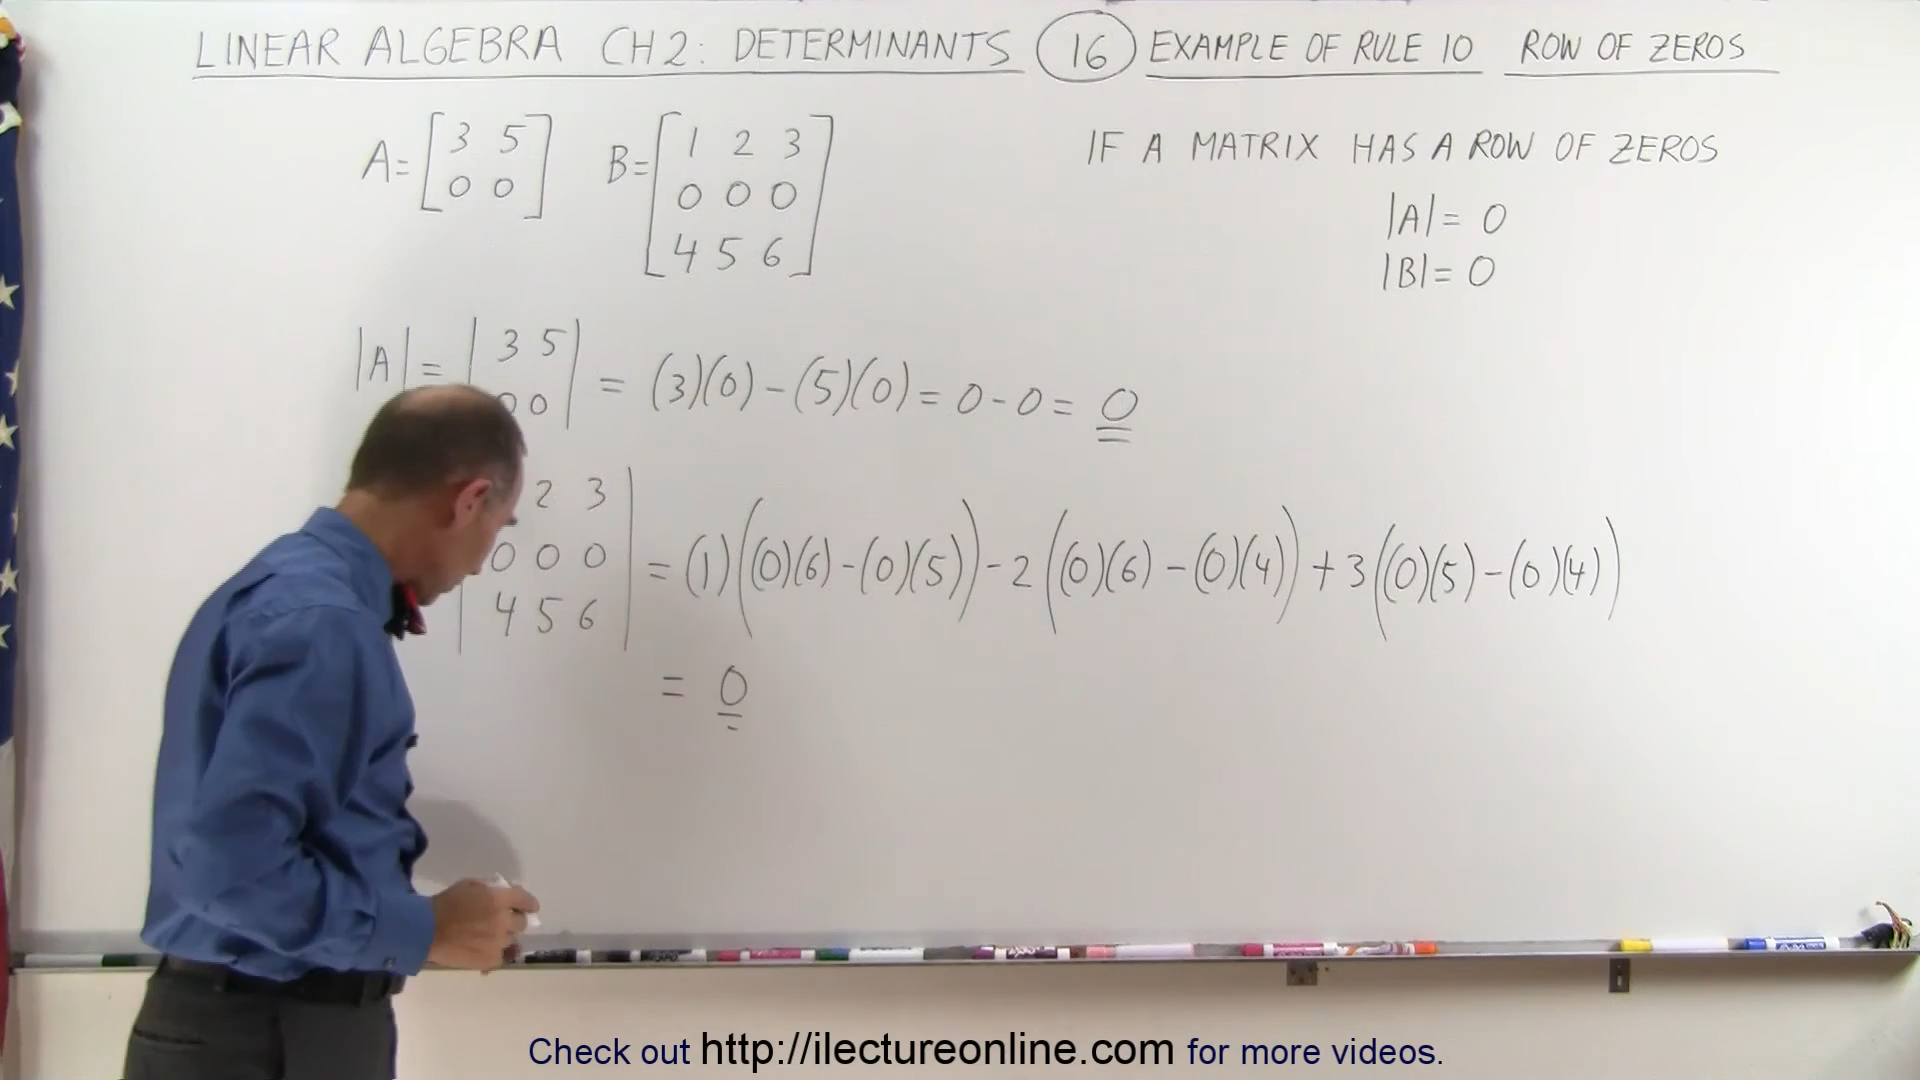 LINEAR ALGEBRA CH2: DETERMINANTS 16 EXAMPLE OF RULE 10 ROW OF ZEROS
A = [3 5
0 0]
B = [1 2 3
0 0 0
4 5 6]
IF A MATRIX HAS A ROW OF ZEROS
|A| = 0
|B| = 0
|A| = |3 5
0 0| = (3)(0) - (5)(0) = 0 - 0 = 0
2 3
0 0 0
4 5 6| = (1)((0)(6) - (0)(5)) - 2((0)(6) - (0)(4)) + 3((0)(5) - (0)(4))
= 0
Check out http://ilectureonline.com for more videos.